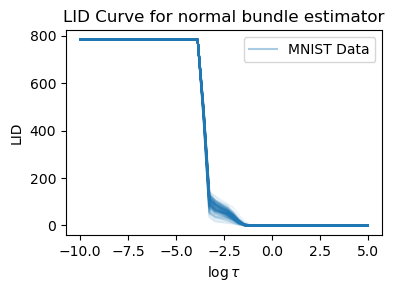 LID Curve for normal bundle estimator
MNIST Data
LID
800
600
400
200
0
−10.0 −7.5 −5.0 −2.5 0.0 2.5 5.0
log τ